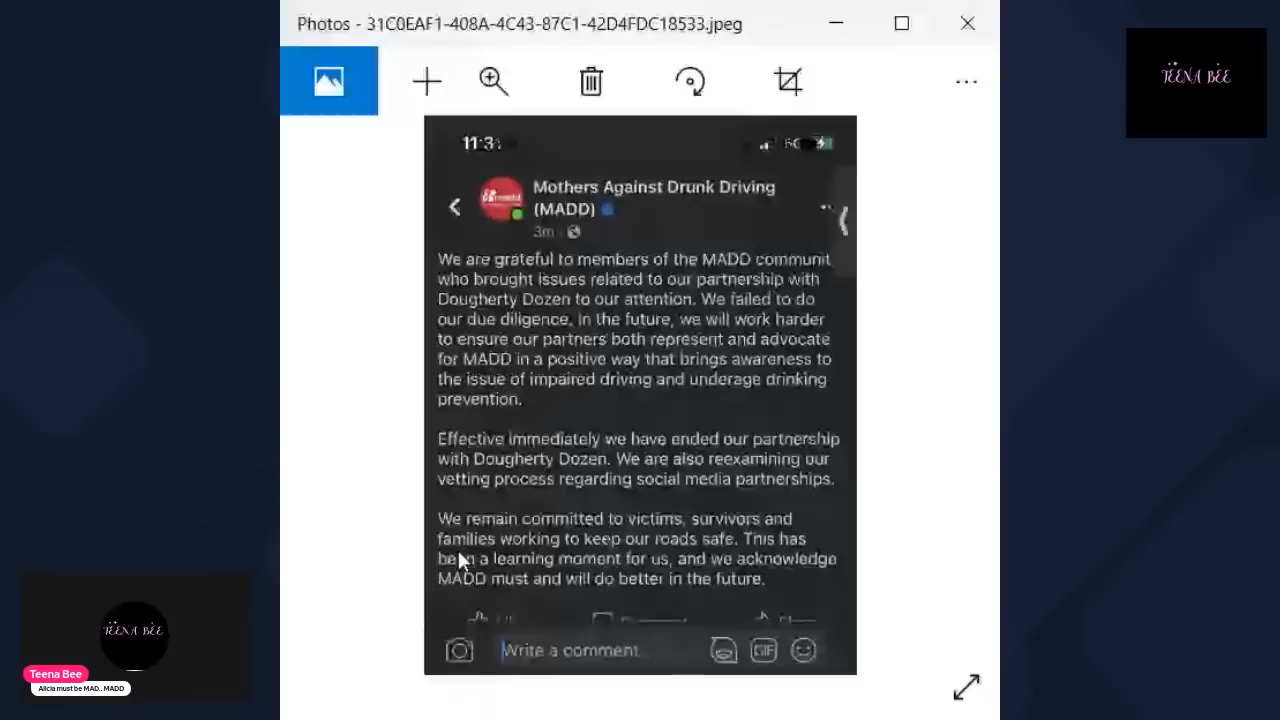 Photos - 31C0EAF1-408A-4C43-87C1-42D4FDC18533.jpeg
TEENA BEE
11:3
Mothers Against Drunk Driving
(MADD)
3m
We are grateful to members of the MADD communit
who brought issues related to our partnership with
Dougherty Dozen to our attention. We failed to do
our due diligence. In the future, we will work harder
to ensure our partners both represent and advocate
for MADD in a positive way that brings awareness to
the issue of impaired driving and underage drinking
prevention.
Effective immediately we have ended our partnership
with Dougherty Dozen. We are also reexamining our
vetting process regarding social media partnerships.
We remain committed to victims, survivors and
families working to keep our roads safe. This has
been a learning moment for us, and we acknowledge
MADD must and will do better in the future.
Write a comment
GIF
TEENA BEE
Teena Bee
Alicia must be MAD.. MADD